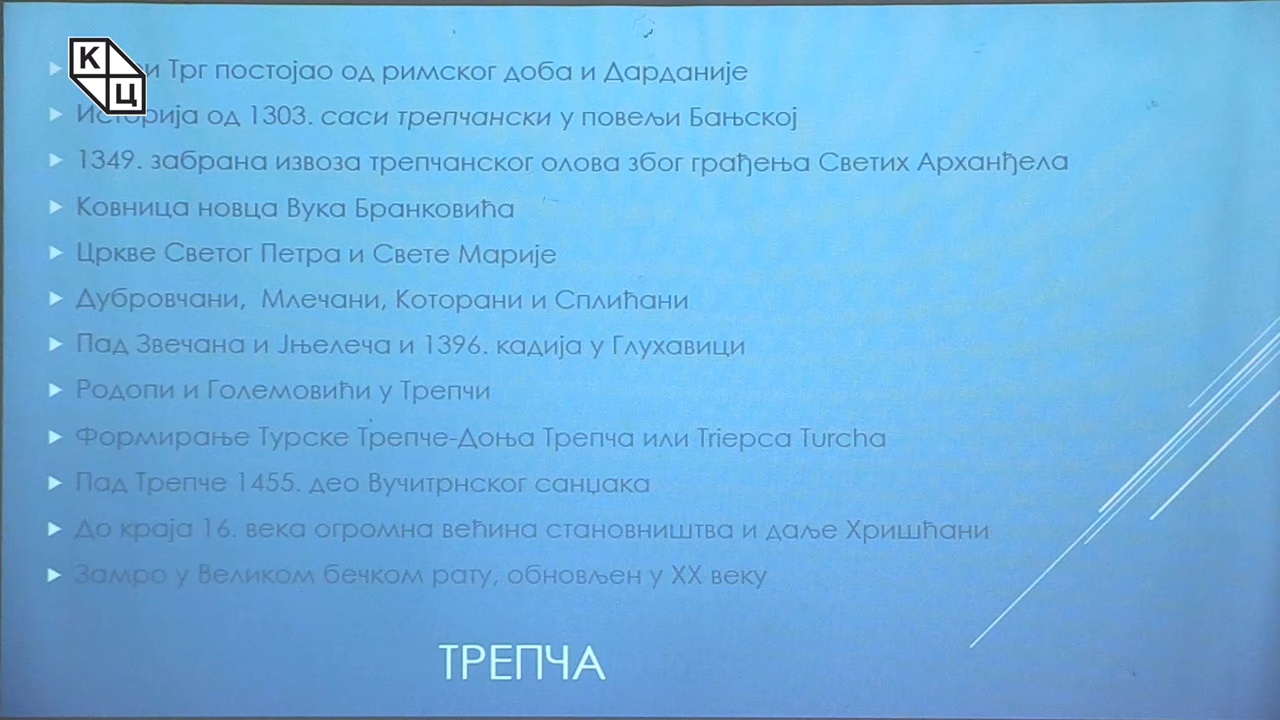 К
Ц
Трг постојао од римског доба и Дарданије
Историја од 1303. саси трепчански у повељи Бањској
1349. забрана извоза трепчанског олова због грађења Светих Арханђела
Ковница новца Вука Бранковића
Цркве Светог Петра и Свете Марије
Дубровчани, Млечани, Которани и Сплићани
Пад Звечана и Јњелеча и 1396. кадија у Глухавици
Родопи и Големовићи у Трепчи
Формирање Турске Трепче-Доња Трепча или Triepca Turcha
Пад Трепче 1455. део Вучитрнског санџака
До краја 16. века огромна већина становништва и даље Хришћани
Замро у Великом бечком рату, обновљен у XX веку
ТРЕПЧА